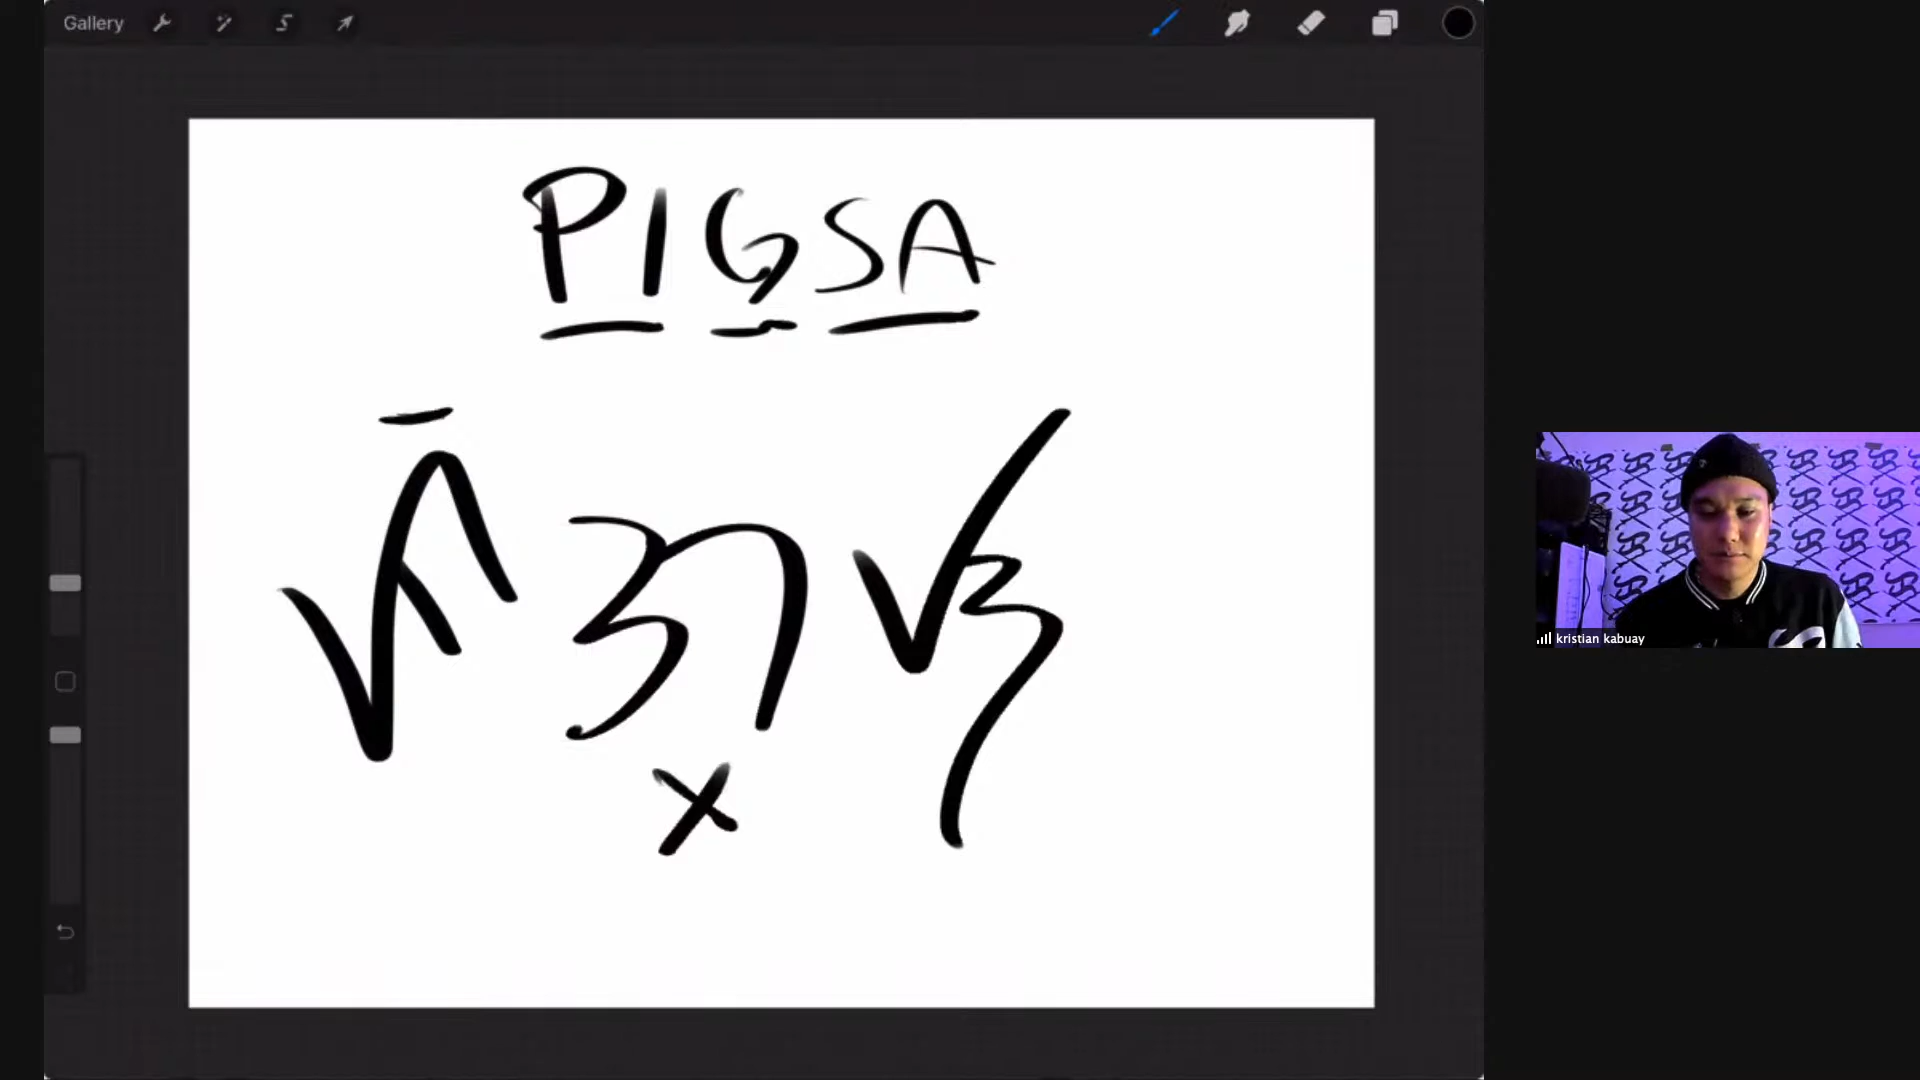 Gallery
PIGSA
ᜉᜒᜄ᜔ᜐ
kristian kabuay